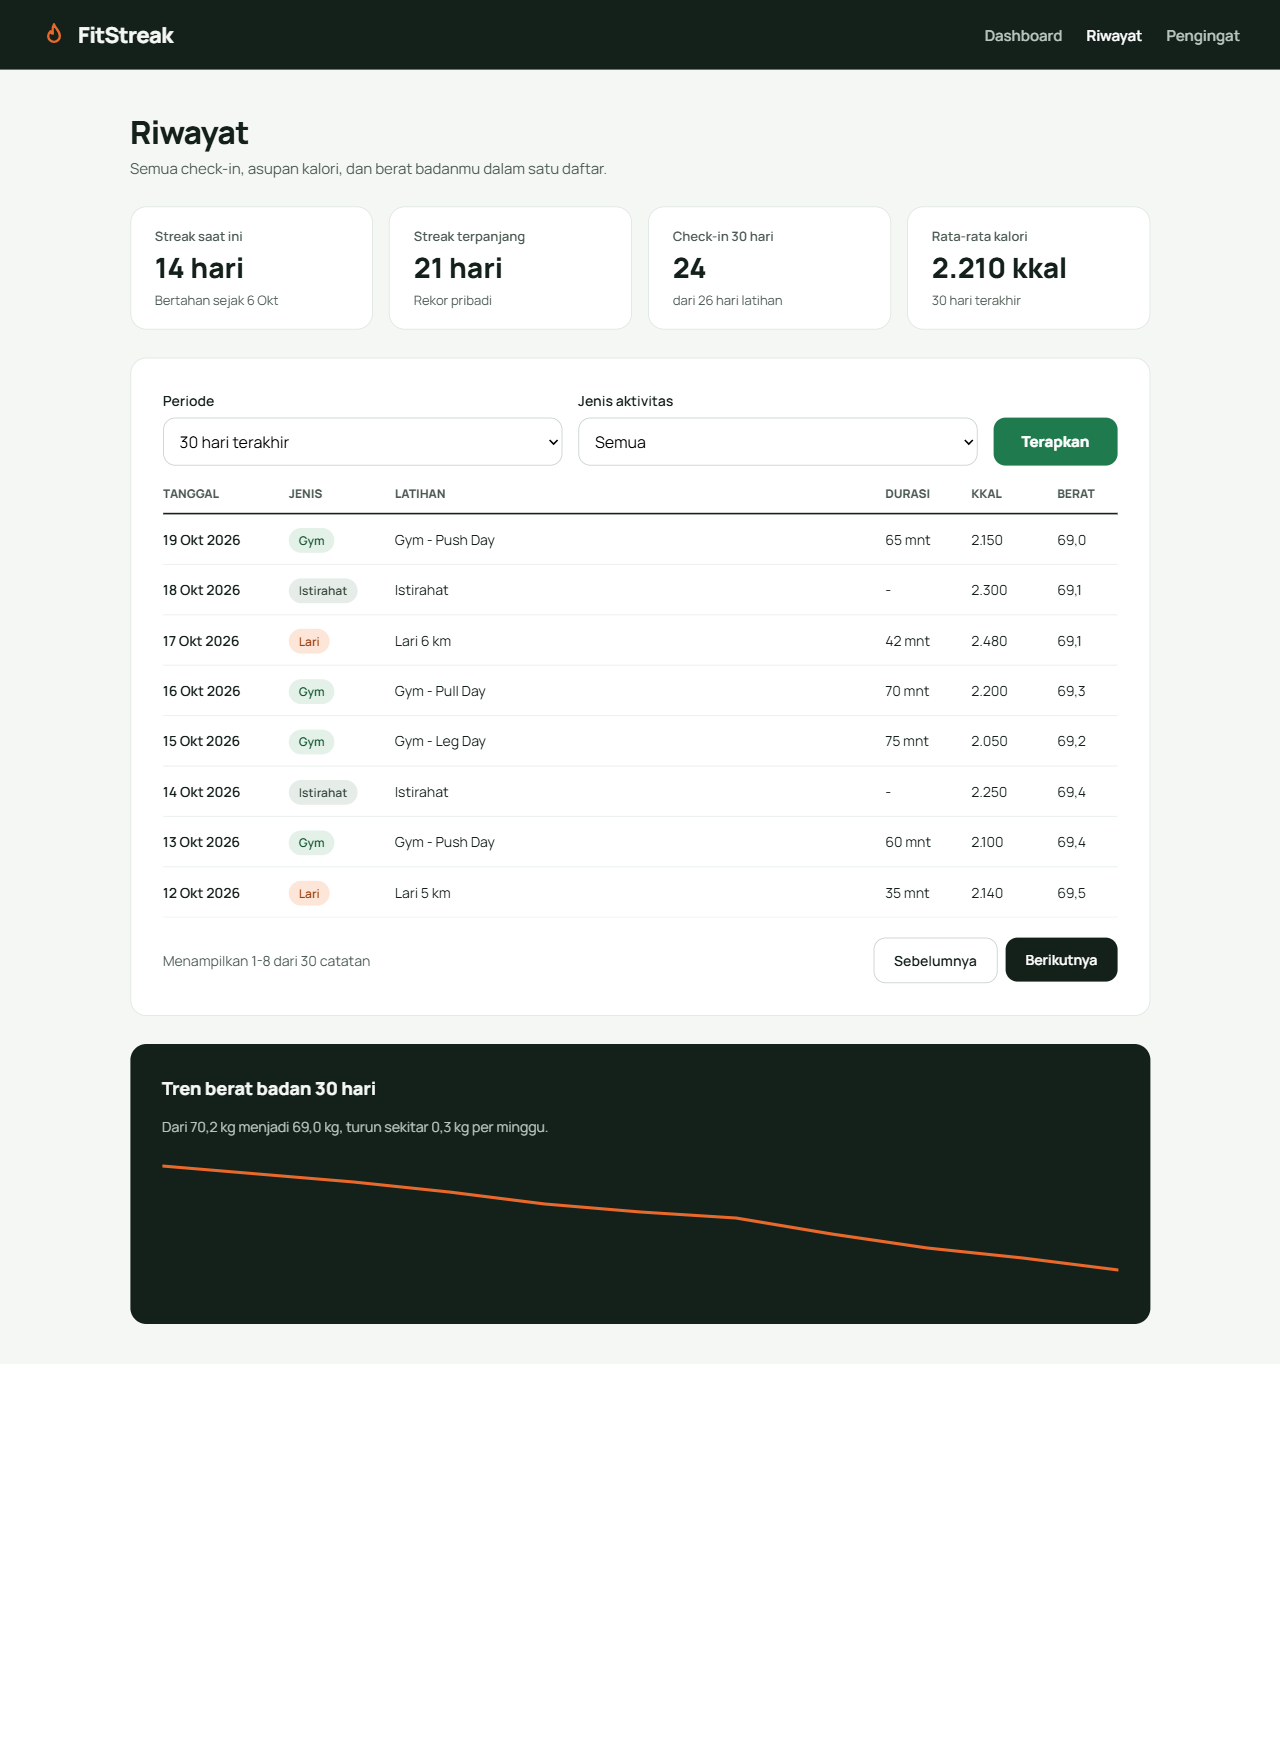 FitStreak
Dashboard Riwayat Pengingat
Riwayat
Semua check-in, asupan kalori, dan berat badanmu dalam satu daftar.
Streak saat ini
14 hari
Bertahan sejak 6 Okt
Streak terpanjang
21 hari
Rekor pribadi
Check-in 30 hari
24
dari 26 hari latihan
Rata-rata kalori
2.210 kkal
30 hari terakhir
Periode
30 hari terakhir
Jenis aktivitas
Semua
Terapkan
TANGGAL JENIS LATIHAN DURASI KKAL BERAT
19 Okt 2026 Gym Gym - Push Day 65 mnt 2.150 69,0
18 Okt 2026 Istirahat Istirahat - 2.300 69,1
17 Okt 2026 Lari Lari 6 km 42 mnt 2.480 69,1
16 Okt 2026 Gym Gym - Pull Day 70 mnt 2.200 69,3
15 Okt 2026 Gym Gym - Leg Day 75 mnt 2.050 69,2
14 Okt 2026 Istirahat Istirahat - 2.250 69,4
13 Okt 2026 Gym Gym - Push Day 60 mnt 2.100 69,4
12 Okt 2026 Lari Lari 5 km 35 mnt 2.140 69,5
Menampilkan 1-8 dari 30 catatan
Sebelumnya Berikutnya
Tren berat badan 30 hari
Dari 70,2 kg menjadi 69,0 kg, turun sekitar 0,3 kg per minggu.